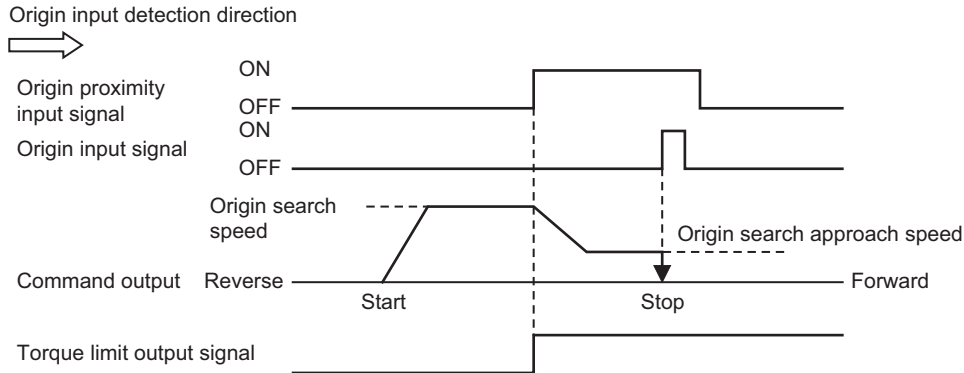 Origin input detection direction
ON
Origin proximity
input signal
OFF
ON
Origin input signal
OFF
Origin search
speed
Origin search approach speed
Command output
Reverse
Forward
Start
Stop
Torque limit output signal